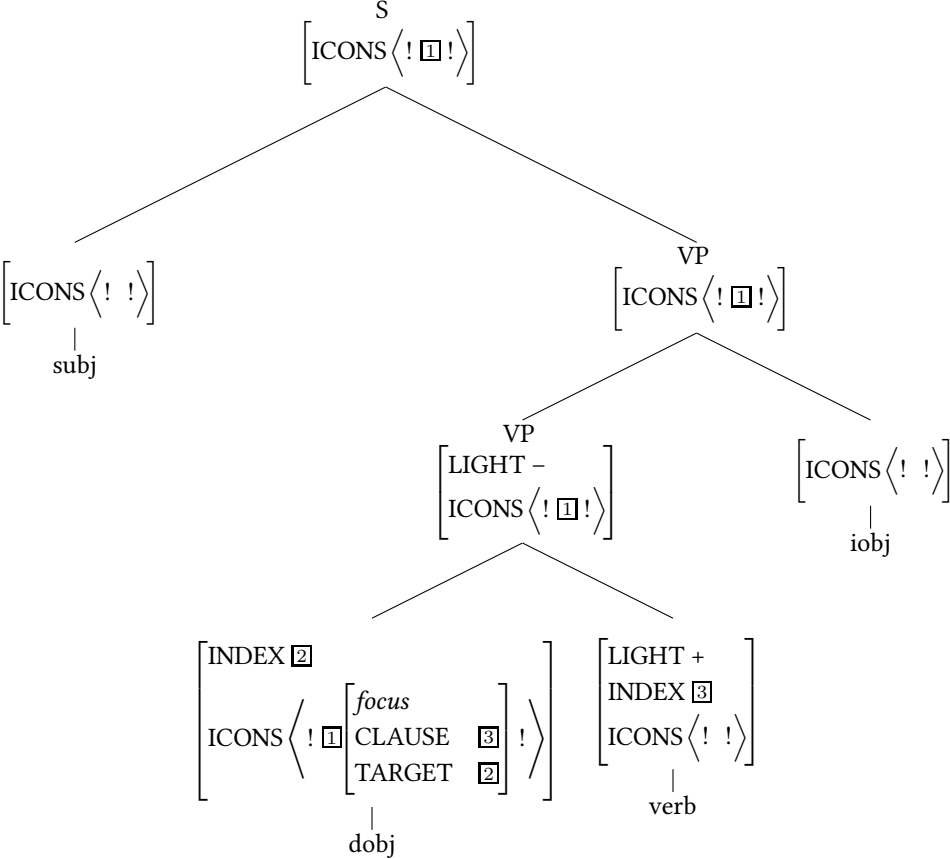 S
[ICONS⟨! 1 !⟩]
[ICONS⟨! !⟩]
subj
VP
[ICONS⟨! 1 !⟩]
VP
LIGHT –
ICONS⟨! 1 !⟩
[ICONS⟨! !⟩]
iobj
INDEX 2
ICONS⟨! 1 [focus
CLAUSE 3
TARGET 2] !⟩
dobj
LIGHT +
INDEX 3
ICONS⟨! !⟩
verb